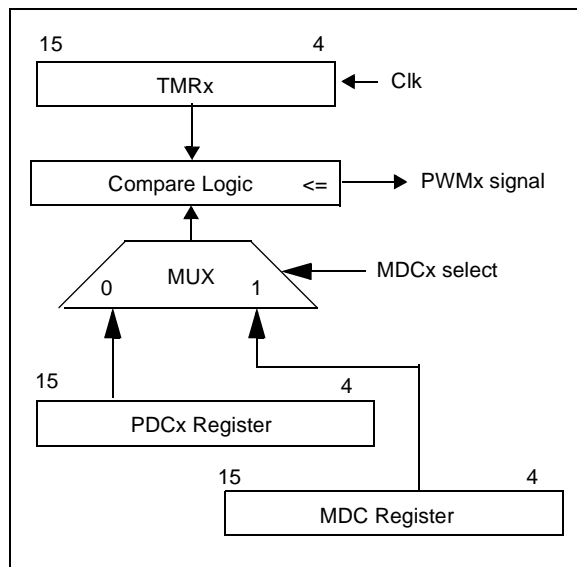 15 4
TMRx
Clk
Compare Logic <=
PWMx signal
MUX
MDCx select
0 1
15 4
PDCx Register
15 4
MDC Register